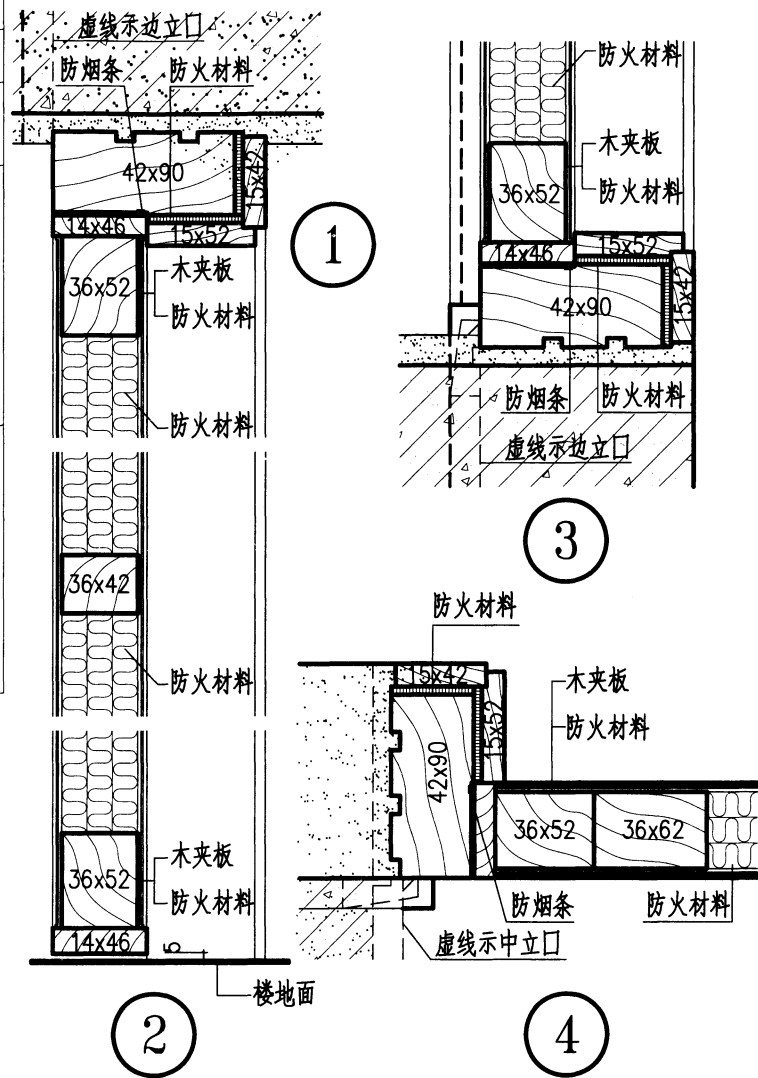 虚线示边立口
防烟条
防火材料
42x90
15x42
14x46
15x52
36x52
木夹板
防火材料
防火材料
36x42
防火材料
36x52
木夹板
防火材料
14x46
5
楼地面
1
2
防火材料
木夹板
36x52
防火材料
14x46
15x52
42x90
15x42
防烟条
防火材料
虚线示边立口
3
防火材料
15x42
木夹板
防火材料
42x90
15x52
36x52
36x62
防烟条
防火材料
虚线示中立口
4